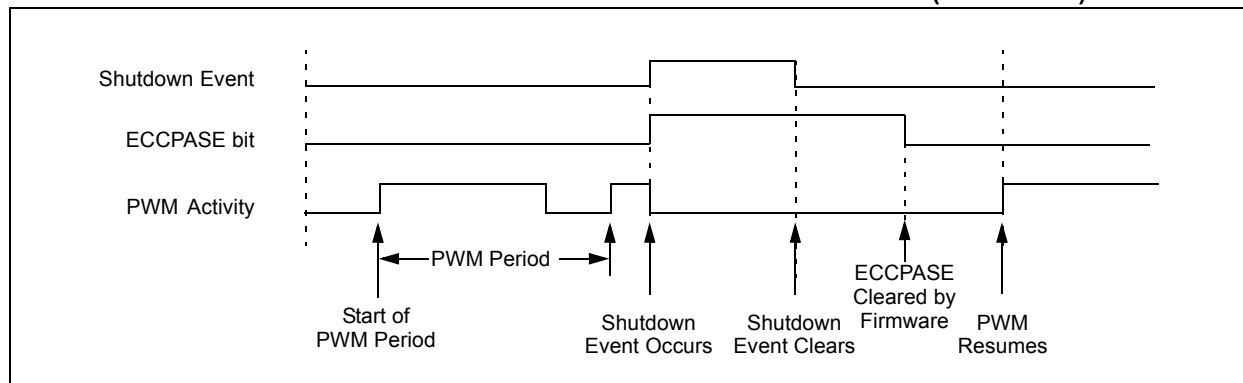 Shutdown Event
ECCPASE bit
PWM Activity
PWM Period
Start of
PWM Period
Shutdown
Event Occurs
Shutdown
Event Clears
ECCPASE
Cleared by
Firmware
PWM
Resumes